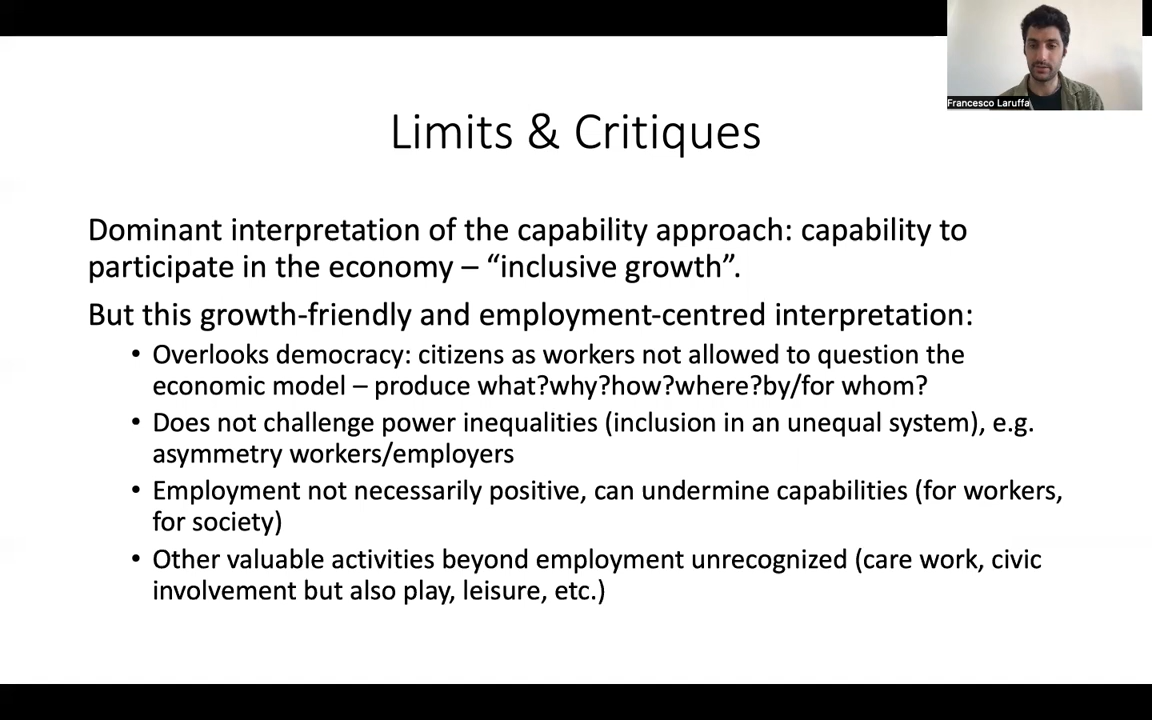 Francesco Laruffa
Limits & Critiques
Dominant interpretation of the capability approach: capability to
participate in the economy – “inclusive growth”.
But this growth-friendly and employment-centred interpretation:
• Overlooks democracy: citizens as workers not allowed to question the
economic model – produce what?why?how?where?by/for whom?
• Does not challenge power inequalities (inclusion in an unequal system), e.g.
asymmetry workers/employers
• Employment not necessarily positive, can undermine capabilities (for workers,
for society)
• Other valuable activities beyond employment unrecognized (care work, civic
involvement but also play, leisure, etc.)